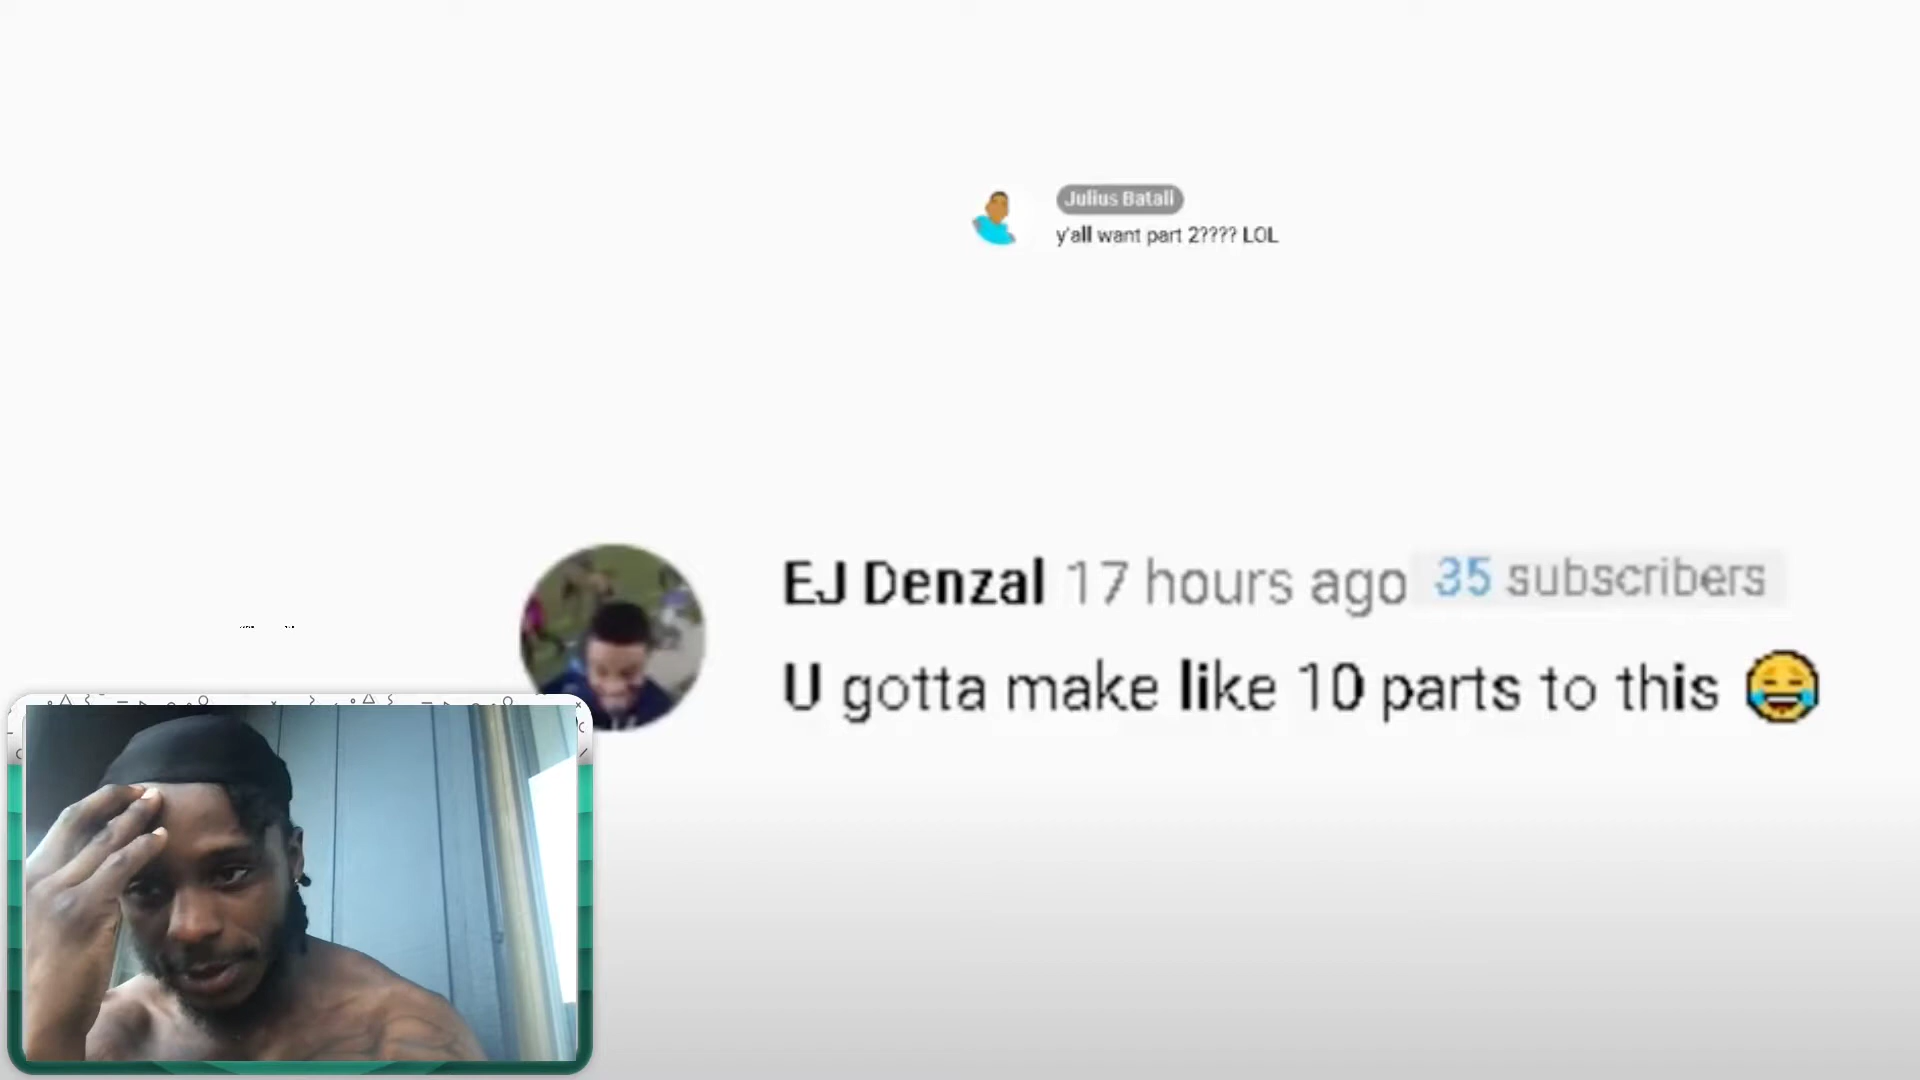 Julius Batali
y'all want part 2???? LOL
EJ Denzal 17 hours ago 35 subscribers
U gotta make like 10 parts to this 😂